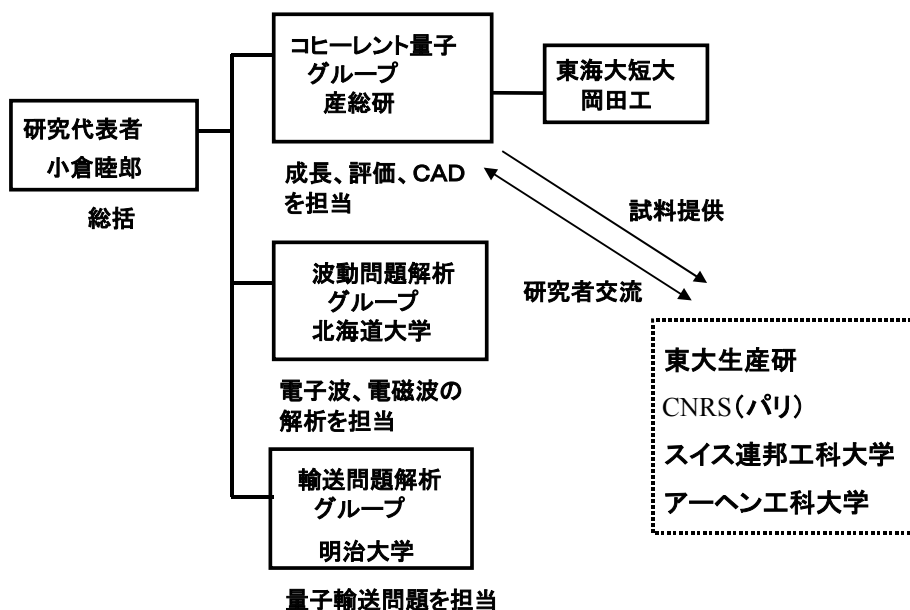 研究代表者
小倉睦郎
総括
コヒーレント量子
グループ
産総研
成長、評価、CAD
を担当
東海大短大
岡田工
試料提供
研究者交流
波動問題解析
グループ
北海道大学
電子波、電磁波の
解析を担当
輸送問題解析
グループ
明治大学
量子輸送問題を担当
東大生産研
CNRS(パリ)
スイス連邦工科大学
アーヘン工科大学